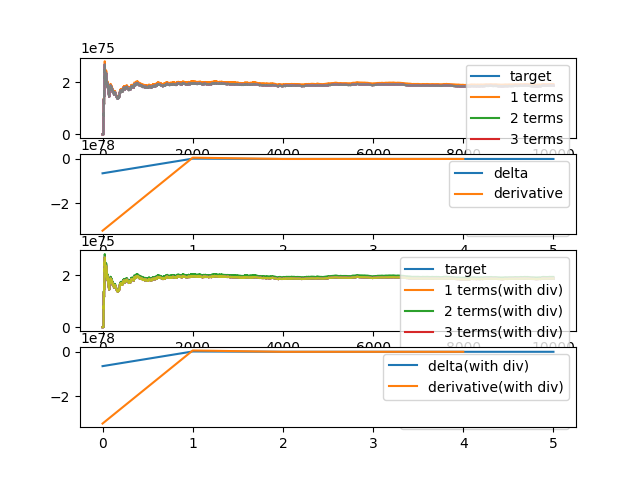 1e75
2
0
target
1 terms
2 terms
3 terms
0 2000 4000 6000 8000 10000
1e78
0
−2
delta
derivative
0 1 2 3 4 5
1e75
2
0
target
1 terms(with div)
2 terms(with div)
3 terms(with div)
0 2000 4000 6000 8000 10000
1e78
0
−2
delta(with div)
derivative(with div)
0 1 2 3 4 5